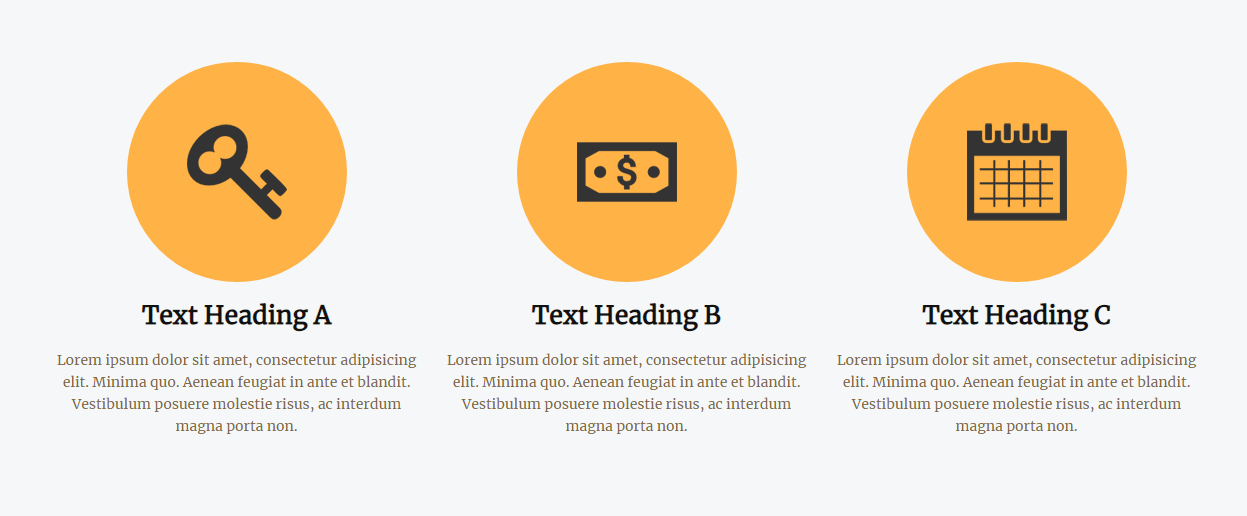 Text Heading A
Lorem ipsum dolor sit amet, consectetur adipisicing
elit. Minima quo. Aenean feugiat in ante et blandit.
Vestibulum posuere molestie risus, ac interdum
magna porta non.
$
Text Heading B
Lorem ipsum dolor sit amet, consectetur adipisicing
elit. Minima quo. Aenean feugiat in ante et blandit.
Vestibulum posuere molestie risus, ac interdum
magna porta non.
Text Heading C
Lorem ipsum dolor sit amet, consectetur adipisicing
elit. Minima quo. Aenean feugiat in ante et blandit.
Vestibulum posuere molestie risus, ac interdum
magna porta non.